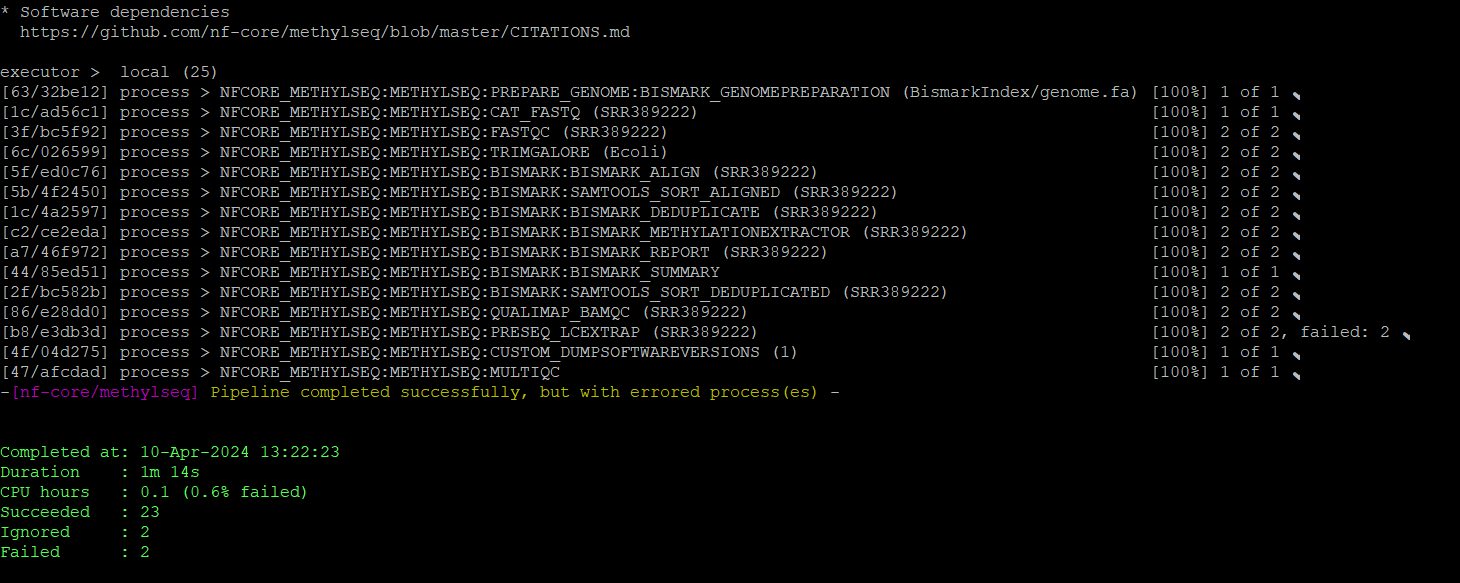 * Software dependencies
https://github.com/nf-core/methylseq/blob/master/CITATIONS.md
executor >  local (25)
[63/32be12] process > NFCORE_METHYLSEQ:METHYLSEQ:PREPARE_GENOME:BISMARK_GENOMEPREPARATION (BismarkIndex/genome.fa) [100%] 1 of 1 ✔
[1c/ad56c1] process > NFCORE_METHYLSEQ:METHYLSEQ:CAT_FASTQ (SRR389222) [100%] 1 of 1 ✔
[3f/bc5f92] process > NFCORE_METHYLSEQ:METHYLSEQ:FASTQC (SRR389222) [100%] 2 of 2 ✔
[6c/026599] process > NFCORE_METHYLSEQ:METHYLSEQ:TRIMGALORE (Ecoli) [100%] 2 of 2 ✔
[5f/ed0c76] process > NFCORE_METHYLSEQ:METHYLSEQ:BISMARK:BISMARK_ALIGN (SRR389222) [100%] 2 of 2 ✔
[5b/4f2450] process > NFCORE_METHYLSEQ:METHYLSEQ:BISMARK:SAMTOOLS_SORT_ALIGNED (SRR389222) [100%] 2 of 2 ✔
[1c/4a2597] process > NFCORE_METHYLSEQ:METHYLSEQ:BISMARK:BISMARK_DEDUPLICATE (SRR389222) [100%] 2 of 2 ✔
[c2/ce2eda] process > NFCORE_METHYLSEQ:METHYLSEQ:BISMARK:BISMARK_METHYLATIONEXTRACTOR (SRR389222) [100%] 2 of 2 ✔
[a7/46f972] process > NFCORE_METHYLSEQ:METHYLSEQ:BISMARK:BISMARK_REPORT (SRR389222) [100%] 2 of 2 ✔
[44/85ed51] process > NFCORE_METHYLSEQ:METHYLSEQ:BISMARK:BISMARK_SUMMARY [100%] 1 of 1 ✔
[2f/bc582b] process > NFCORE_METHYLSEQ:METHYLSEQ:BISMARK:SAMTOOLS_SORT_DEDUPLICATED (SRR389222) [100%] 2 of 2 ✔
[86/e28dd0] process > NFCORE_METHYLSEQ:METHYLSEQ:QUALIMAP_BAMQC (SRR389222) [100%] 2 of 2 ✔
[b8/e3db3d] process > NFCORE_METHYLSEQ:METHYLSEQ:PRESEQ_LCEXTRAP (SRR389222) [100%] 2 of 2, failed: 2 ✔
[4f/04d275] process > NFCORE_METHYLSEQ:METHYLSEQ:CUSTOM_DUMPSOFTWAREVERSIONS (1) [100%] 1 of 1 ✔
[47/afcdad] process > NFCORE_METHYLSEQ:METHYLSEQ:MULTIQC [100%] 1 of 1 ✔
-[nf-core/methylseq] Pipeline completed successfully, but with errored process(es) -
Completed at: 10-Apr-2024 13:22:23
Duration    : 1m 14s
CPU hours   : 0.1 (0.6% failed)
Succeeded   : 23
Ignored     : 2
Failed      : 2